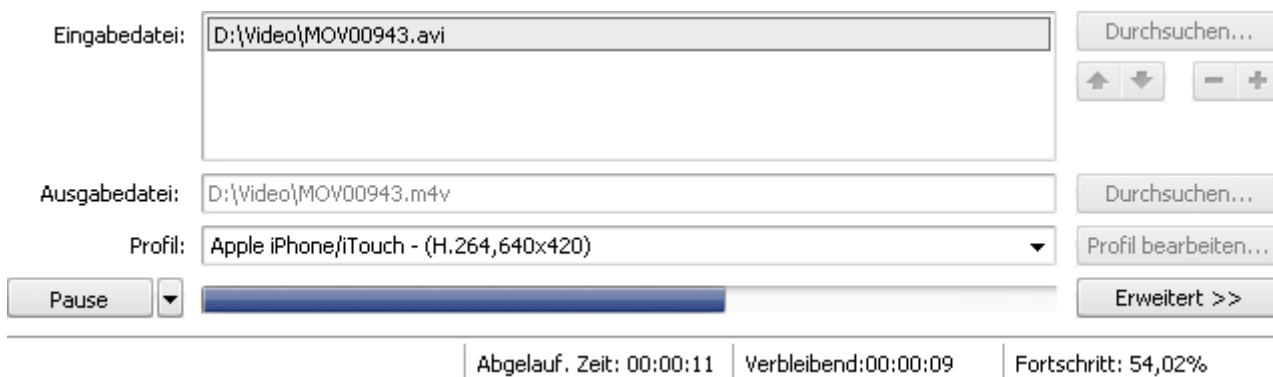 Eingabedatei: D:\Video\MOV00943.avi Durchsuchen...
Ausgabedatei: D:\Video\MOV00943.m4v Durchsuchen...
Profil: Apple iPhone/iTouch - (H.264,640x420) Profil bearbeiten...
Pause Erweitert >>
Abgelauf. Zeit: 00:00:11 Verbleibend:00:00:09 Fortschritt: 54,02%